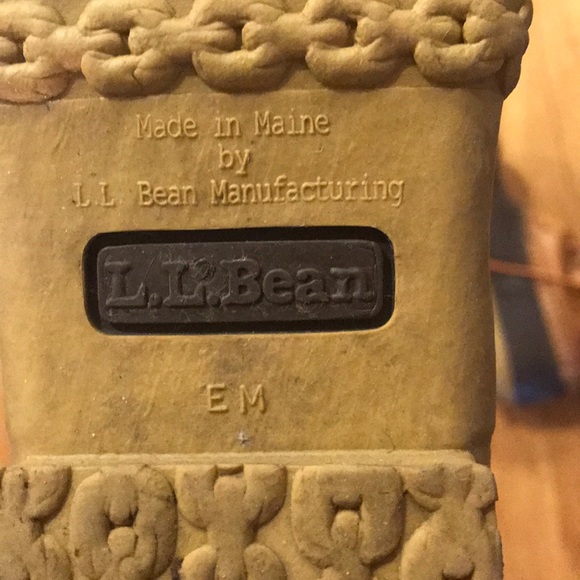 Made in Maine
by
L.L. Bean Manufacturing
L.L.Bean
EM